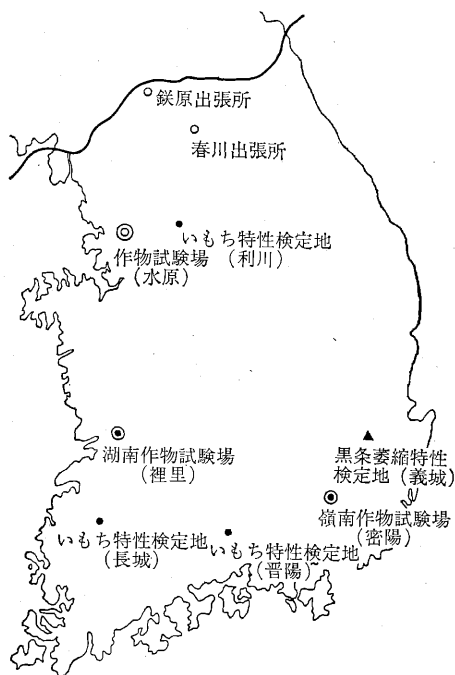 鉄原出張所
春川出張所
いもち特性検定地
(利川)
作物試験場
(水原)
湖南作物試験場
(裡里)
黒条萎縮特性
検定地(義城)
嶺南作物試験場
(密陽)
いもち特性検定地
(長城)
いもち特性検定地
(晋陽)